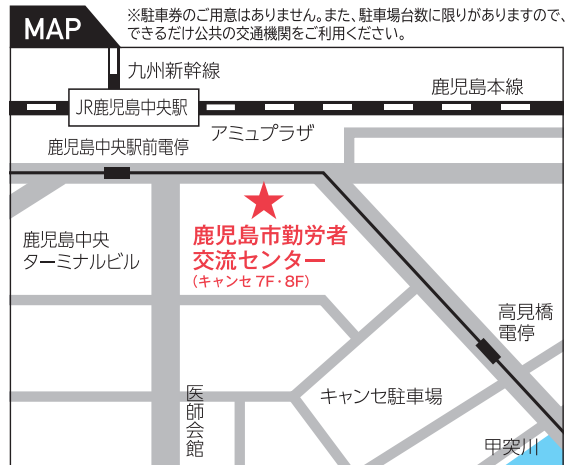 MAP
※駐車券のご用意はありません。また、駐車場台数に限りがありますので、
できるだけ公共の交通機関をご利用ください。
九州新幹線
鹿児島本線
JR鹿児島中央駅
アミュプラザ
鹿児島中央駅前電停
鹿児島中央
ターミナルビル
鹿児島市勤労者
交流センター
(キャンセ 7F・8F)
高見橋
電停
医師会館
キャンセ駐車場
甲突川